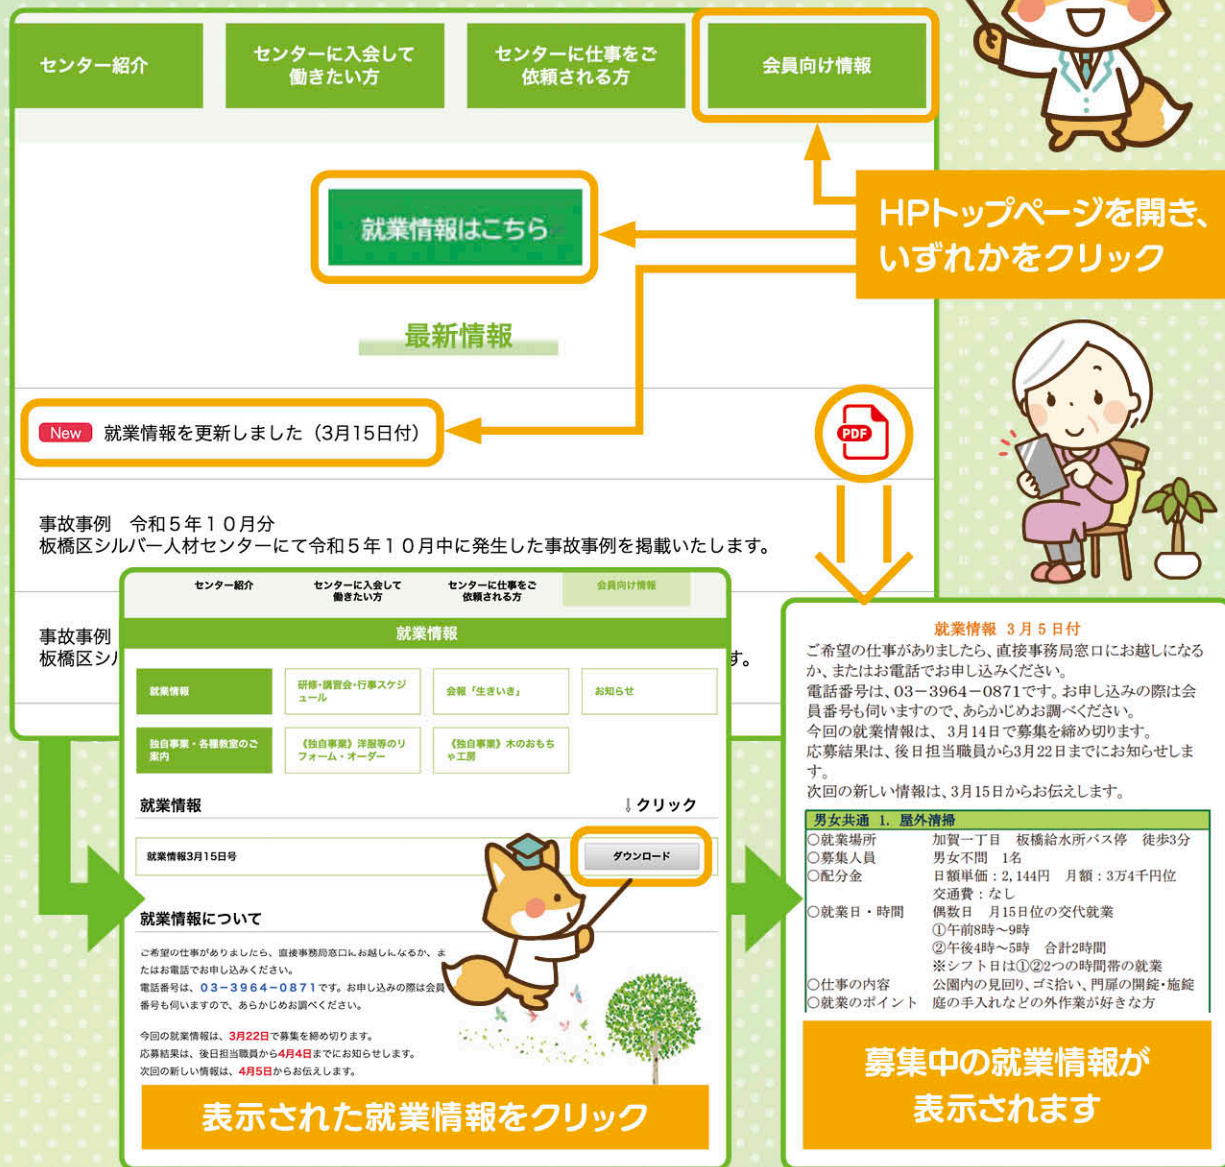 センター紹介
センターに入会して
働きたい方
センターに仕事をご
依頼される方
会員向け情報
就業情報はこちら
HPトップページを開き、
いずれかをクリック
最新情報
New 就業情報を更新しました（3月15日付）
PDF
事故事例　令和５年１０月分
板橋区シルバー人材センターにて令和５年１０月中に発生した事故事例を掲載いたします。
事故事例
板橋区シル
す。
センター紹介
センターに入会して
働きたい方
センターに仕事をご
依頼される方
会員向け情報
就業情報
就業情報
研修・講習会・行事スケジ
ュール
会報「生きいき」
お知らせ
独自事業・各種教室のご
案内
《独自事業》洋服等のリ
フォーム・オーダー
《独自事業》木のおもち
ゃ工房
就業情報
↓クリック
就業情報3月15日号
ダウンロード
就業情報について
ご希望の仕事がありましたら、直接事務局窓口にお越しになるか、ま
たはお電話でお申し込みください。
電話番号は、０３−３９６４−０８７１です。お申し込みの際は会員
番号も伺いますので、あらかじめお調べください。
今回の就業情報は、3月22日で募集を締め切ります。
応募結果は、後日担当職員から4月4日までにお知らせします。
次回の新しい情報は、4月5日からお伝えします。
表示された就業情報をクリック
就業情報 3月5日付
ご希望の仕事がありましたら、直接事務局窓口にお越しになる
か、またはお電話でお申し込みください。
電話番号は、03−3964−0871です。お申し込みの際は会
員番号も伺いますので、あらかじめお調べください。
今回の就業情報は、3月14日で募集を締め切ります。
応募結果は、後日担当職員から3月22日までにお知らせしま
す。
次回の新しい情報は、3月15日からお伝えします。
男女共通 1. 屋外清掃
○就業場所　加賀一丁目　板橋給水所バス停　徒歩3分
○募集人員　男女不問　1名
○配分金　日額単価：2,144円　月額：3万4千円位
交通費：なし
○就業日・時間　偶数日　月15日位の交代就業
①午前8時～9時
②午後4時～5時　合計2時間
※シフト日は①②2つの時間帯の就業
○仕事の内容　公園内の見回り、ゴミ拾い、門扉の開錠・施錠
○就業のポイント　庭の手入れなどの外作業が好きな方
募集中の就業情報が
表示されます